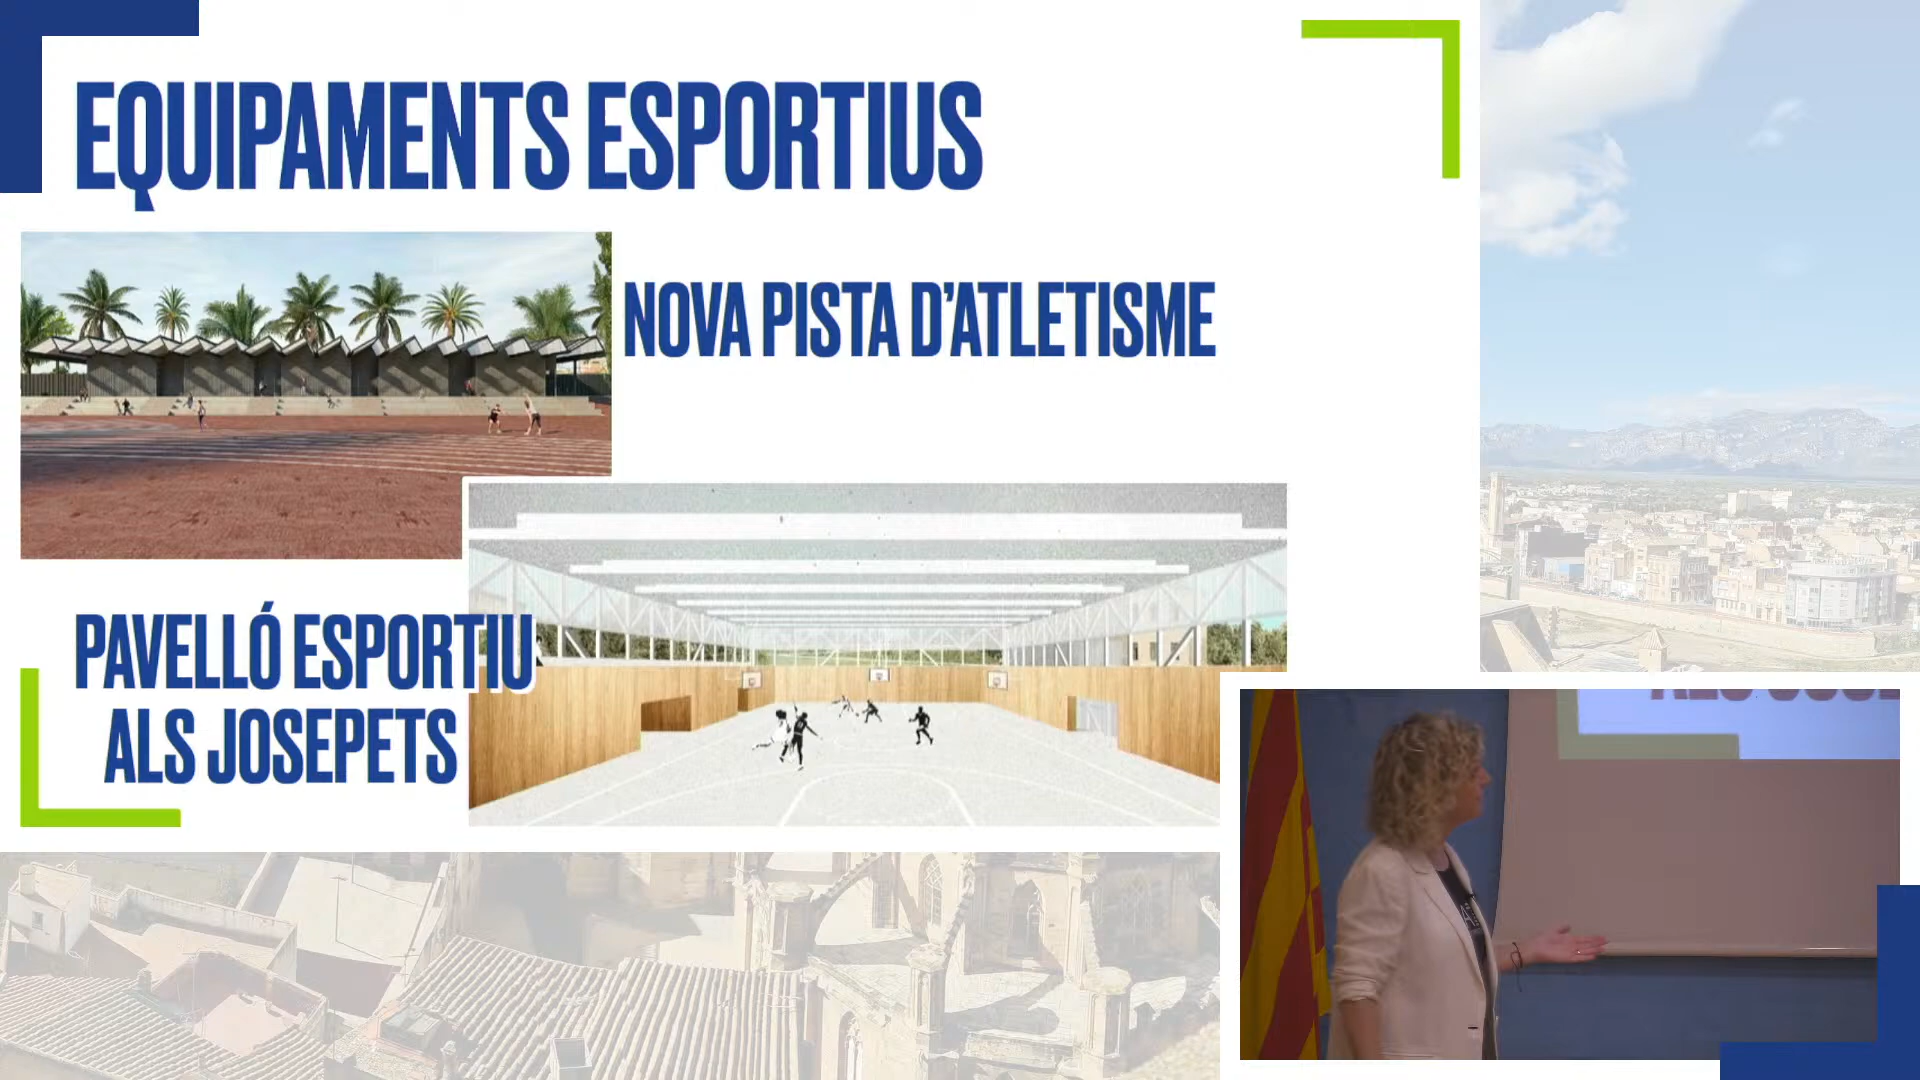 EQUIPAMENTS ESPORTIUS
NOVA PISTA D'ATLETISME
PAVELLÓ ESPORTIU
ALS JOSEPETS